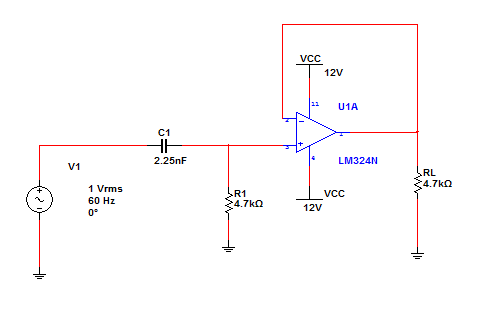 VCC
12V
11
U1A
2
1
3
4
LM324N
C1
2.25nF
V1
1 Vrms
60 Hz
0°
R1
4.7kΩ
RL
4.7kΩ
VCC
12V